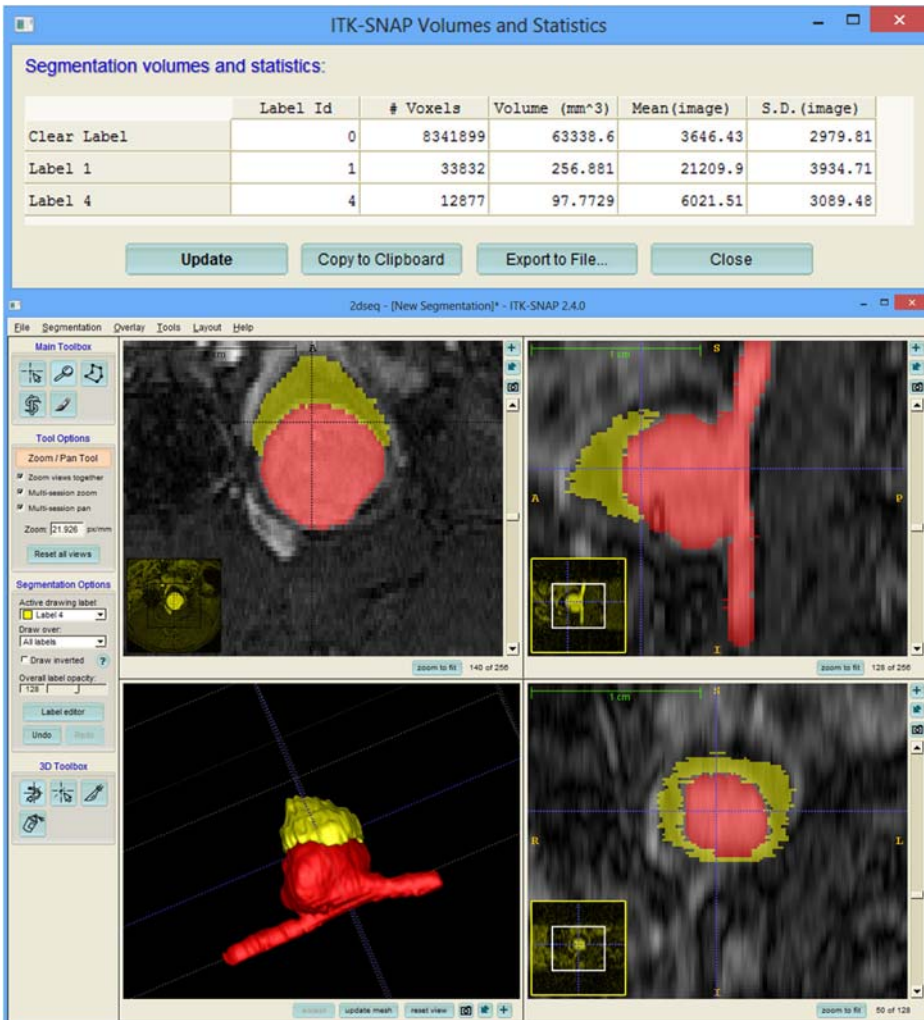 ITK-SNAP Volumes and Statistics
Segmentation volumes and statistics:
Label Id # Voxels Volume (mm^3) Mean(image) S.D.(image)
Clear Label 0 8341899 63338.6 3646.43 2979.81
Label 1 1 33832 256.881 21209.9 3934.71
Label 4 4 12877 97.7729 6021.51 3089.48
Update Copy to Clipboard Export to File... Close
2dseq - [New Segmentation]* - ITK-SNAP 2.4.0
File Segmentation Overlay Tools Layout Help
Main Toolbox
Tool Options
Zoom / Pan Tool
Zoom views together
Multi-session zoom
Multi-session pan
Zoom: 21.926 px/mm
Reset all views
Segmentation Options
Active drawing label:
Label 4
Draw over:
All labels
Draw inverted ?
Overall label opacity:
128
Label editor
Undo Redo
3D Toolbox
A
cm
L
zoom to fit 140 of 256
1 cm
S
A
P
I
zoom to fit 128 of 256
update mesh reset view
1 cm
S
R
L
I
zoom to fit 50 of 128